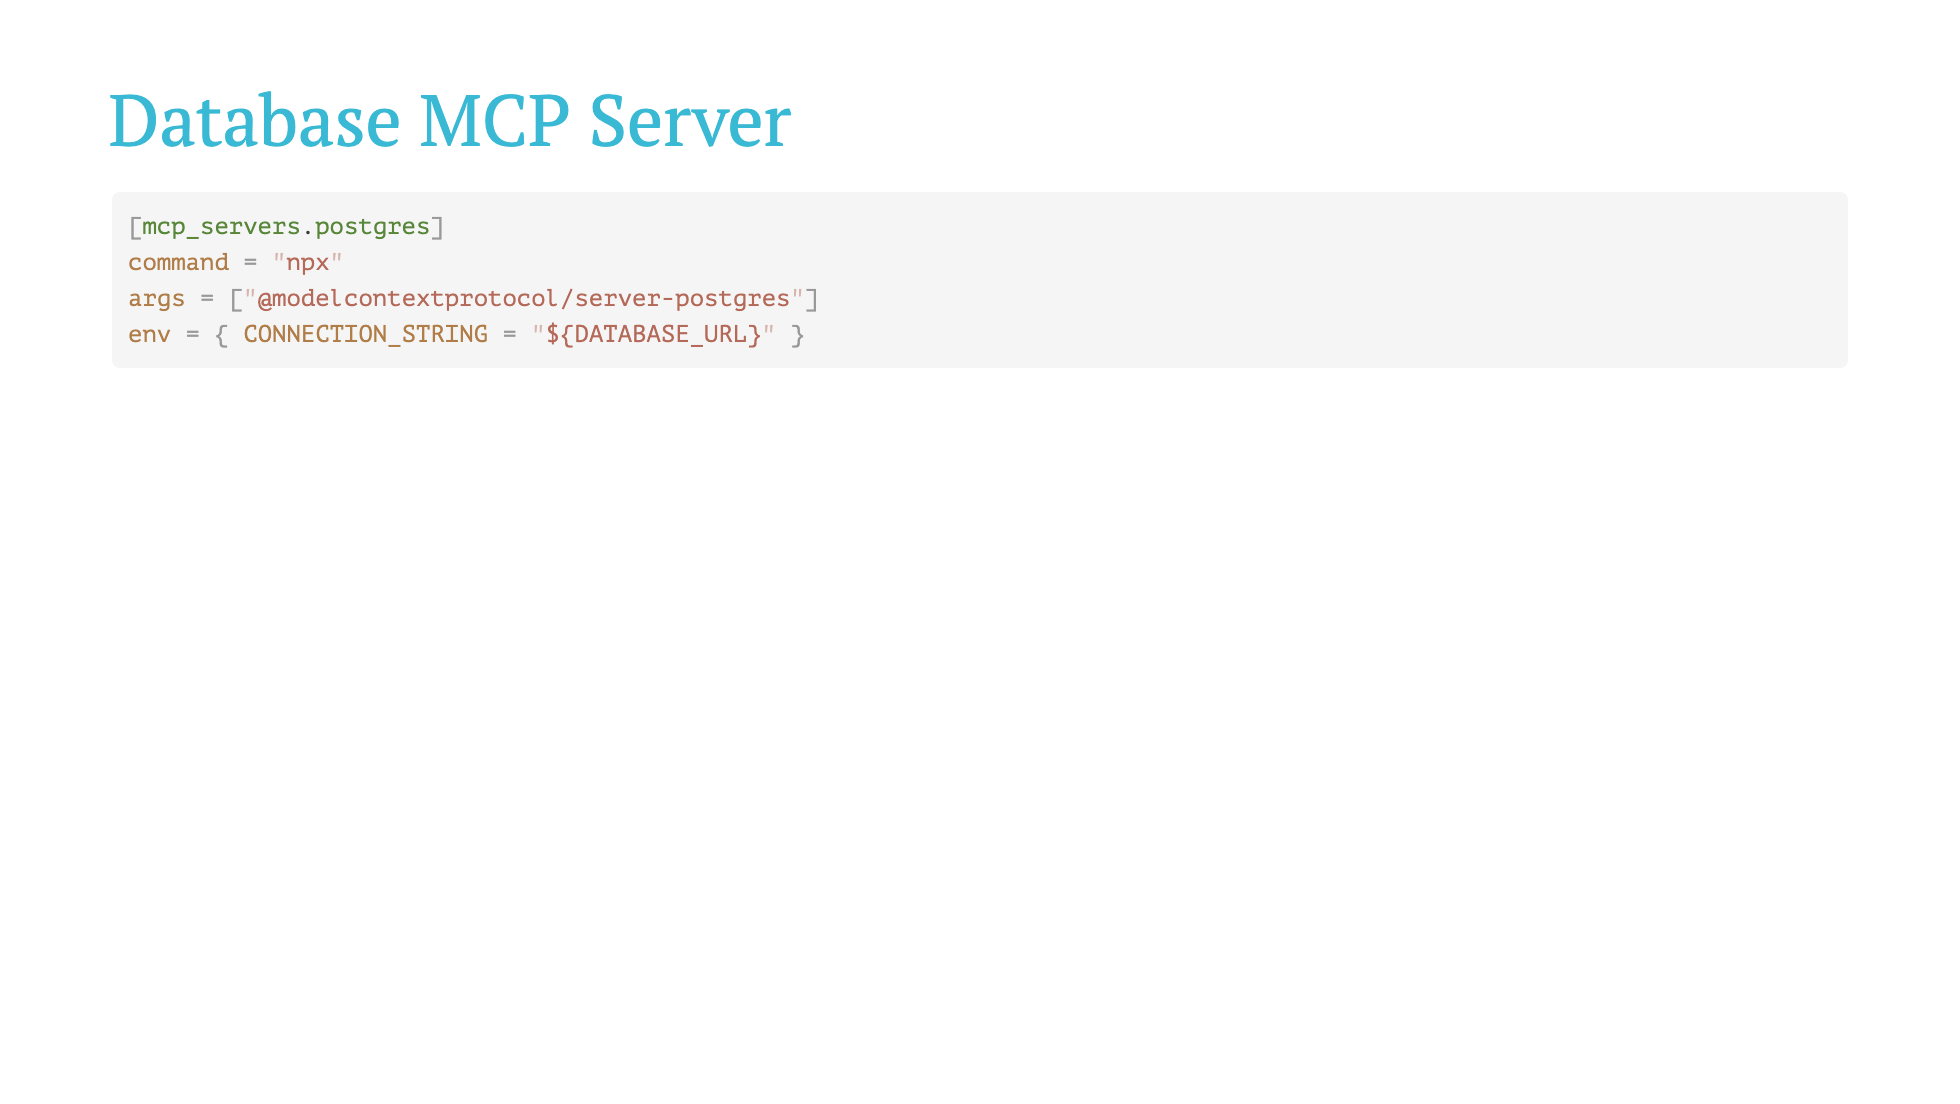 Database MCP Server
[mcp_servers.postgres]
command = "npx"
args = ["@modelcontextprotocol/server-postgres"]
env = { CONNECTION_STRING = "${DATABASE_URL}" }